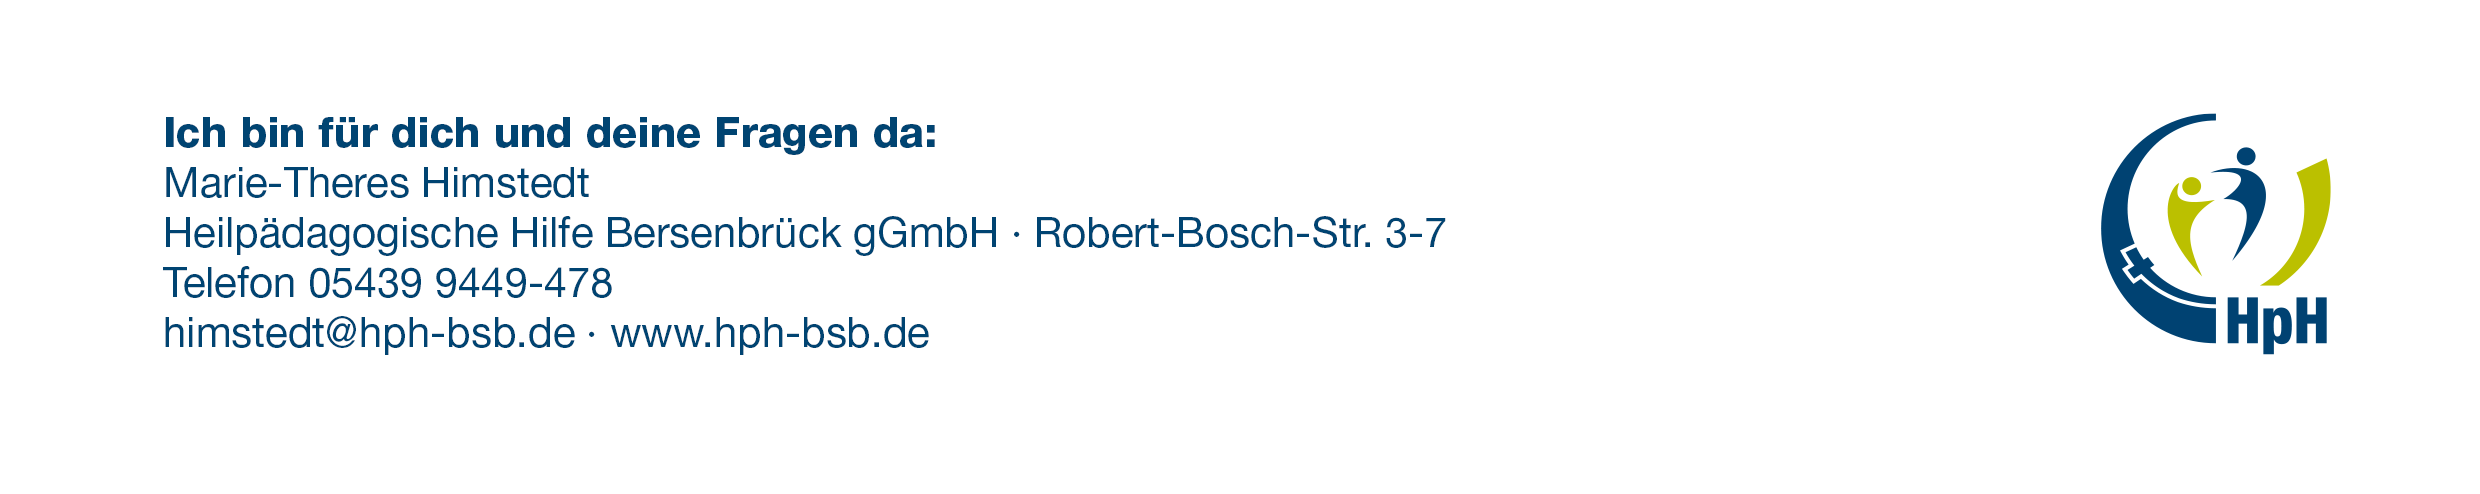 Ich bin für dich und deine Fragen da:
Marie-Theres Himstedt
Heilpädagogische Hilfe Bersenbrück gGmbH · Robert-Bosch-Str. 3-7
Telefon 05439 9449-478
himstedt@hph-bsb.de · www.hph-bsb.de
HpH